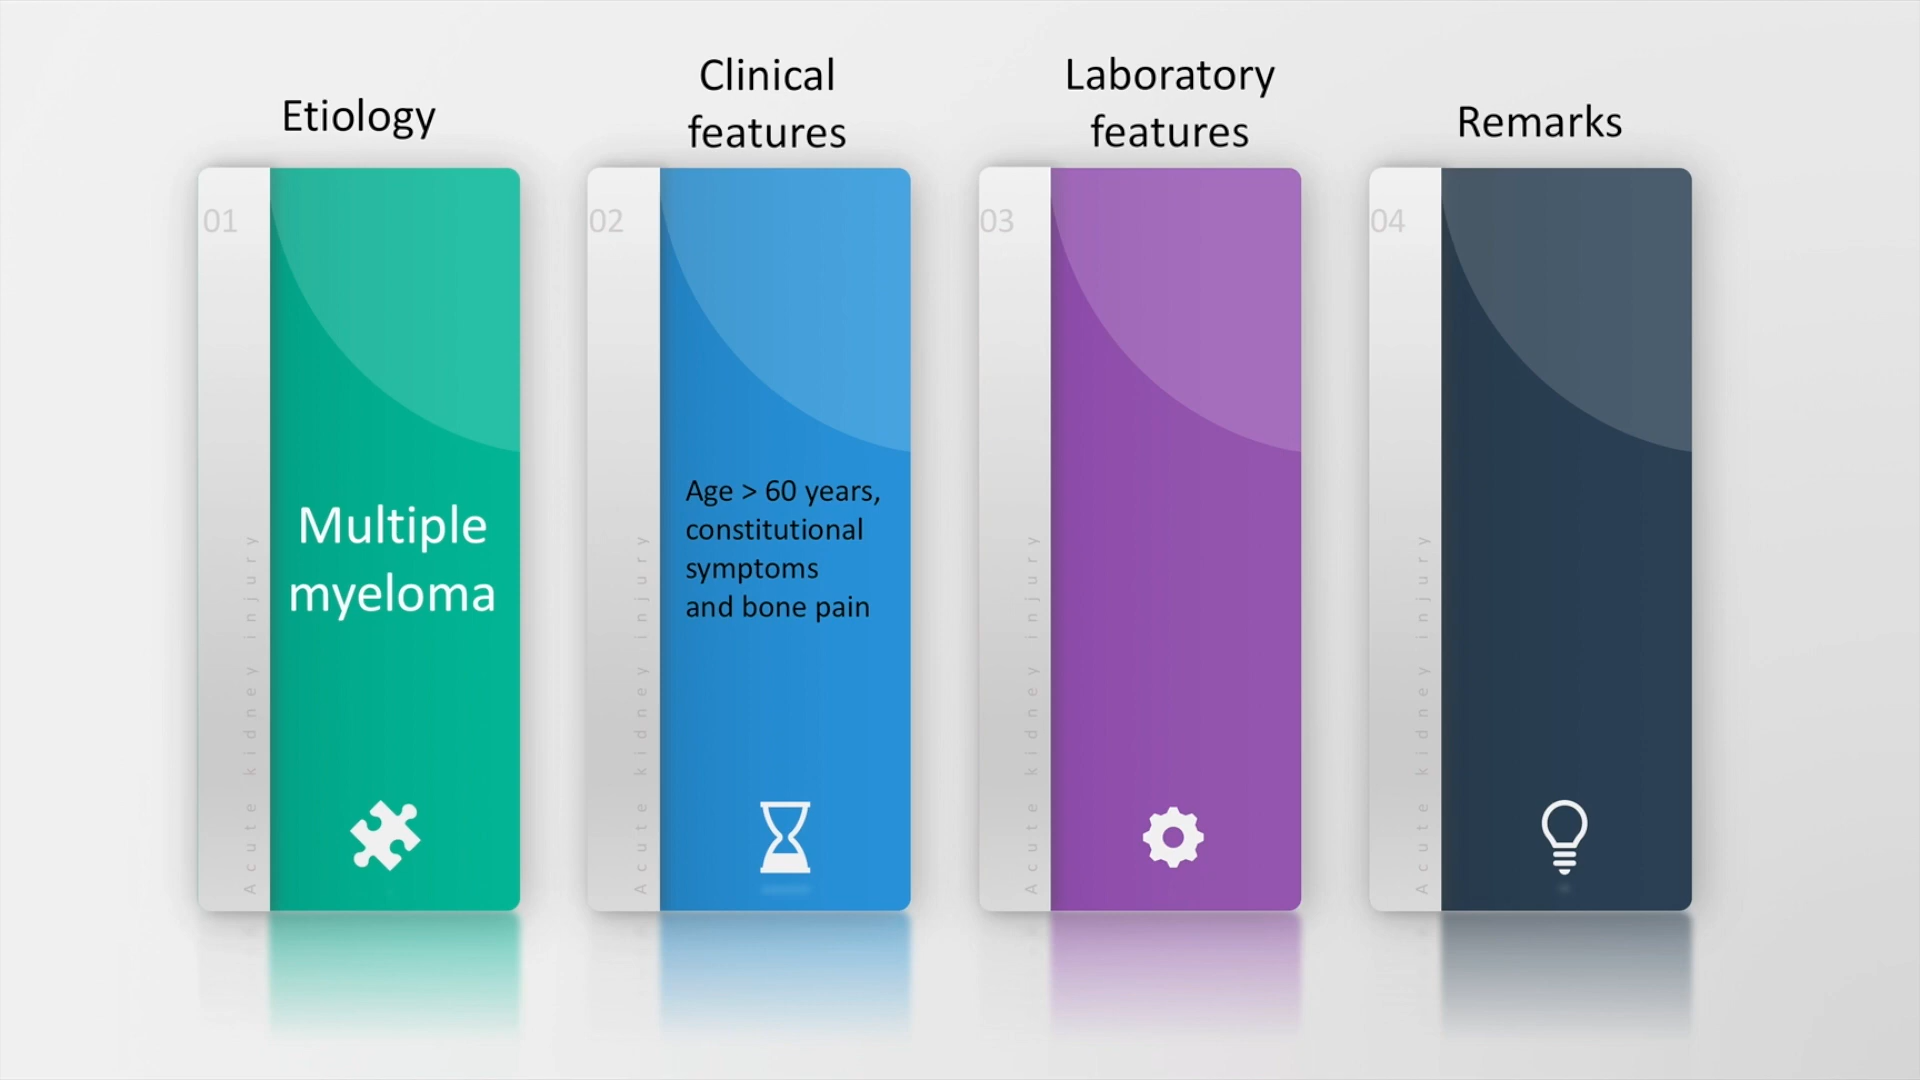 Etiology
Clinical
features
Laboratory
features
Remarks
01
Multiple
myeloma
Acute kidney injury
02
Age > 60 years,
constitutional
symptoms
and bone pain
Acute kidney injury
03
Acute kidney injury
04
Acute kidney injury